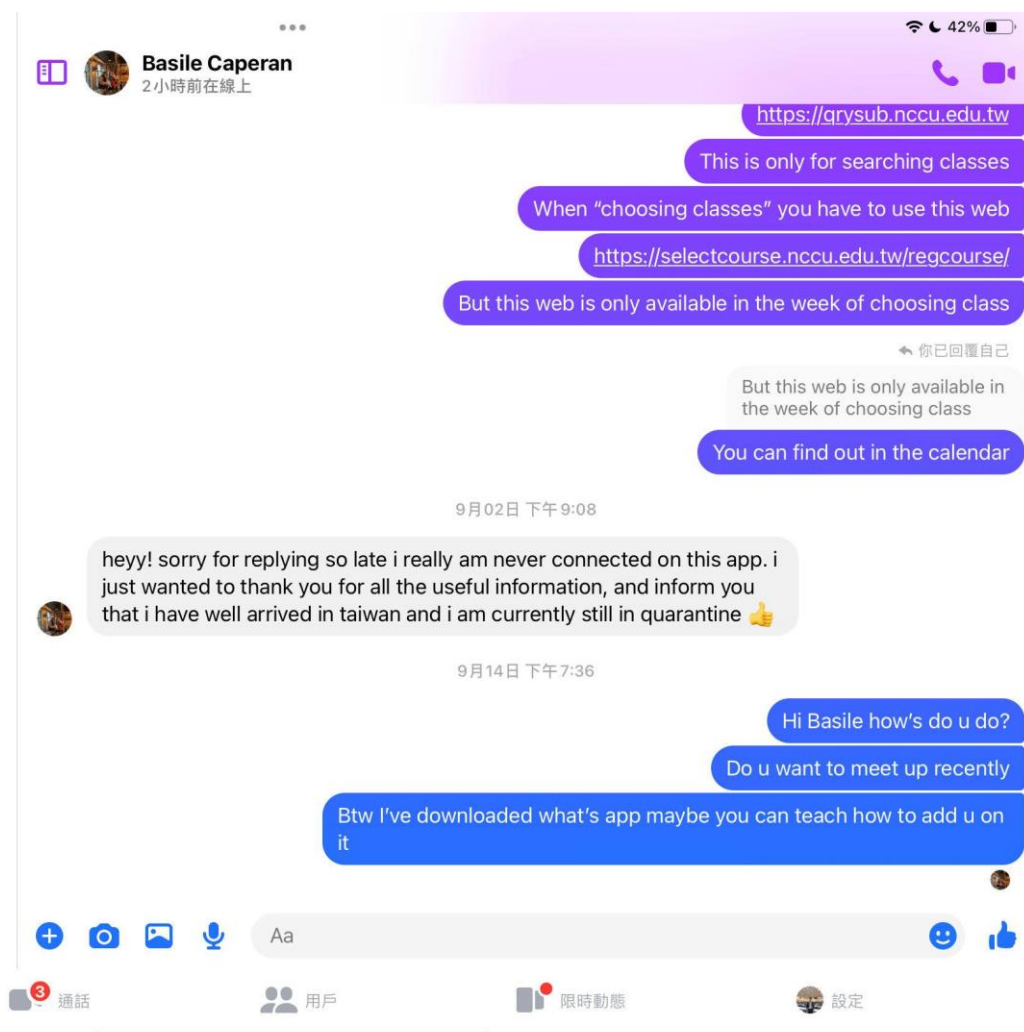 42%
Basile Caperan
2小時前在線上
https://qrysub.nccu.edu.tw
This is only for searching classes
When “choosing classes” you have to use this web
https://selectcourse.nccu.edu.tw/regcourse/
But this web is only available in the week of choosing class
你已回覆自己
But this web is only available in
the week of choosing class
You can find out in the calendar
9月02日 下午9:08
heyy! sorry for replying so late i really am never connected on this app. i
just wanted to thank you for all the useful information, and inform you
that i have well arrived in taiwan and i am currently still in quarantine 👍
9月14日 下午7:36
Hi Basile how’s do u do?
Do u want to meet up recently
Btw I’ve downloaded what’s app maybe you can teach how to add u on
it
Aa
3
通話
用戶
限時動態
設定